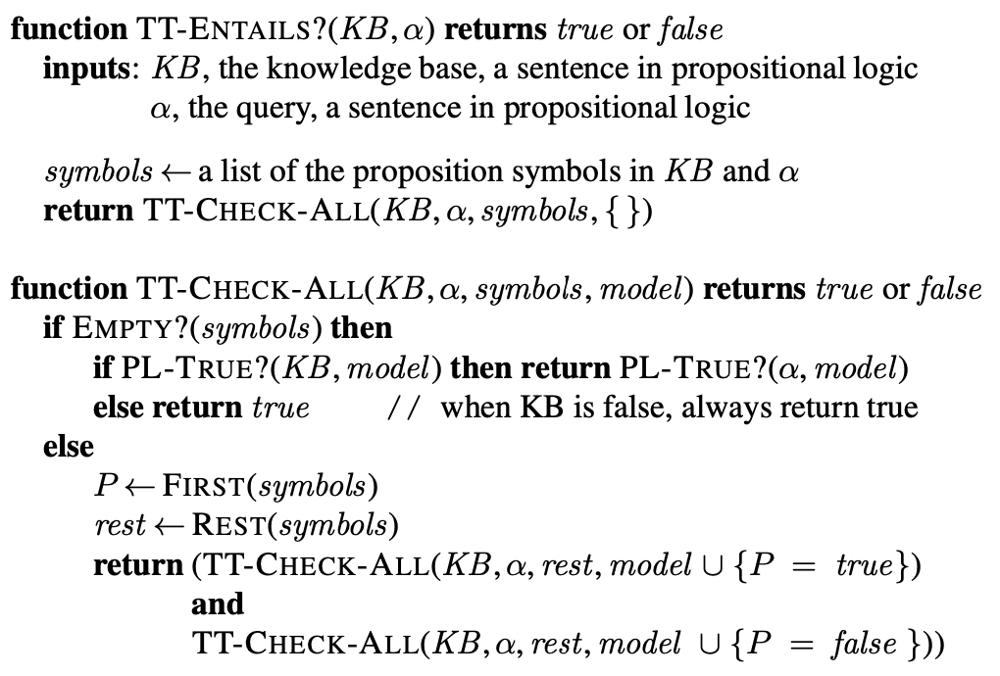 function TT-ENTAILS?(KB, α) returns true or false
inputs: KB, the knowledge base, a sentence in propositional logic
α, the query, a sentence in propositional logic
symbols ← a list of the proposition symbols in KB and α
return TT-CHECK-ALL(KB, α, symbols, { })
function TT-CHECK-ALL(KB, α, symbols, model) returns true or false
if EMPTY?(symbols) then
if PL-TRUE?(KB, model) then return PL-TRUE?(α, model)
else return true // when KB is false, always return true
else
P ← FIRST(symbols)
rest ← REST(symbols)
return (TT-CHECK-ALL(KB, α, rest, model ∪ {P = true})
and
TT-CHECK-ALL(KB, α, rest, model ∪ {P = false }))